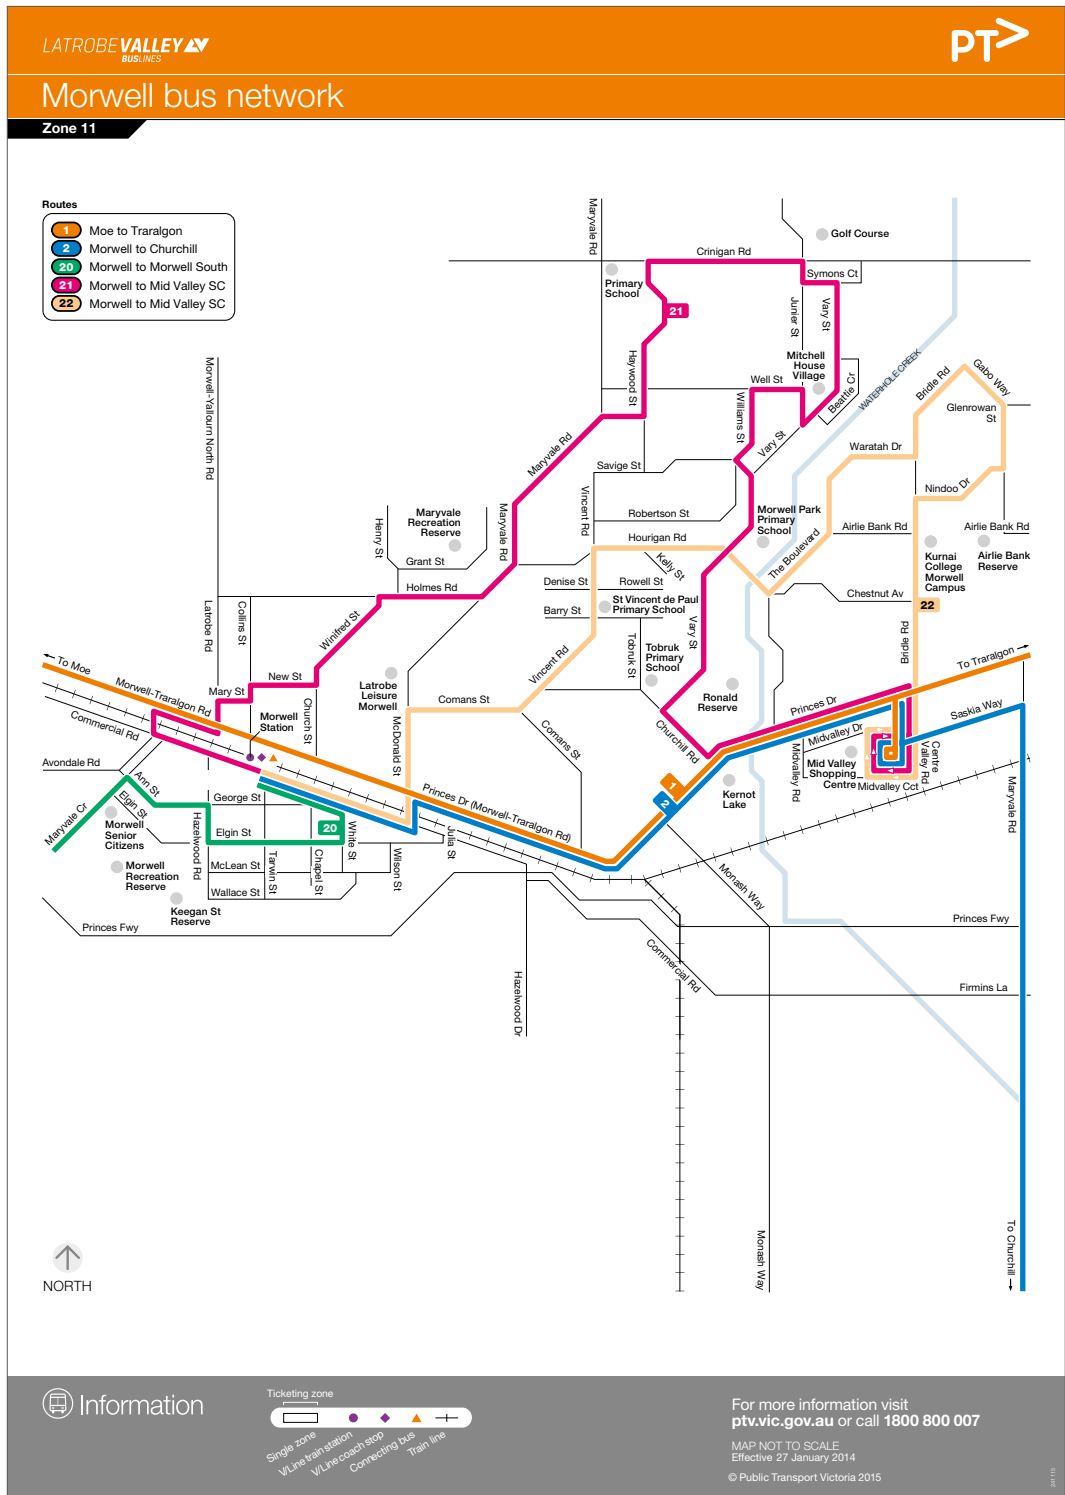 LATROBEVALLEY
BUSLINES
PT
Morwell bus network
Zone 11
Routes
1 Moe to Traralgon
2 Morwell to Churchill
20 Morwell to Morwell South
21 Morwell to Mid Valley SC
22 Morwell to Mid Valley SC
Maryvale Rd
Golf Course
Crinigan Rd
Symons Ct
Primary
School
21
Junier St
Vary St
Haywood St
Mitchell
House
Village
Well St
Beattie Cr
WATERHOLE CREEK
Bridle Rd
Gabo Way
Glenrowan
St
Morwell-Yallourn North Rd
Williams St
Vary St
Waratah Dr
Maryvale Rd
Savige St
Vincent Rd
Nindoo Dr
Maryvale
Recreation
Reserve
Henry St
Maryvale Rd
Robertson St
Morwell Park
Primary
School
Airlie Bank Rd
Airlie Bank Rd
Hourigan Rd
The Boulevard
Kurnai
College
Morwell
Campus
Airlie Bank
Reserve
Grant St
Kelly St
Holmes Rd
Denise St
Rowell St
Chestnut Av
22
Latrobe Rd
Collins St
Winifred St
Barry St
St Vincent de Paul
Primary School
Tobruk St
Vary St
Bridle Rd
Vincent Rd
Tobruk
Primary
School
To Moe
To Traralgon
New St
Mary St
Morwell-Traralgon Rd
Latrobe
Leisure
Morwell
Comans St
Ronald
Reserve
Princes Dr
Saskia Way
Commercial Rd
Morwell
Station
Church St
McDonald St
Comans St
Churchill Rd
Midvalley Dr
Midvalley Rd
Mid Valley
Shopping
Centre
Centre
Valley Rd
Midvalley Cct
Maryvale Rd
Avondale Rd
Ann St
Elgin St
Maryvale Cr
Morwell
Senior
Citizens
George St
Hazelwood Rd
Elgin St
20
White St
Princes Dr (Morwell-Traralgon Rd)
Julia St
1
2
Kernot
Lake
Morwell
Recreation
Reserve
McLean St
Tarwin St
Chapel St
Wilson St
Wallace St
Keegan St
Reserve
Monash Way
Princes Fwy
Princes Fwy
Commercial Rd
Hazelwood Dr
Firmins La
Monash Way
To Churchill
NORTH
Information
Ticketing zone
Single zone
V/Line train station
V/Line coach stop
Connecting bus
Train line
For more information visit
ptv.vic.gov.au or call 1800 800 007
MAP NOT TO SCALE
Effective 27 January 2014
© Public Transport Victoria 2015